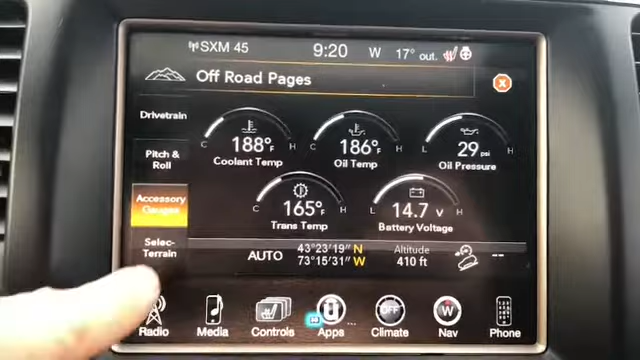 SXM 45 9:20 W 17° out.
Off Road Pages
Drivetrain
Pitch &
Roll
Accessory
Gauges
Selec-
Terrain
C 188°F H
Coolant Temp
C 186°F H
Oil Temp
L 29 psi H
Oil Pressure
C 165°F H
Trans Temp
L 14.7 V H
Battery Voltage
AUTO
43°23'19" N
73°15'31" W
Altitude
410 ft
--
Radio
Media
Controls
Apps
OFF
Climate
W
Nav
Phone